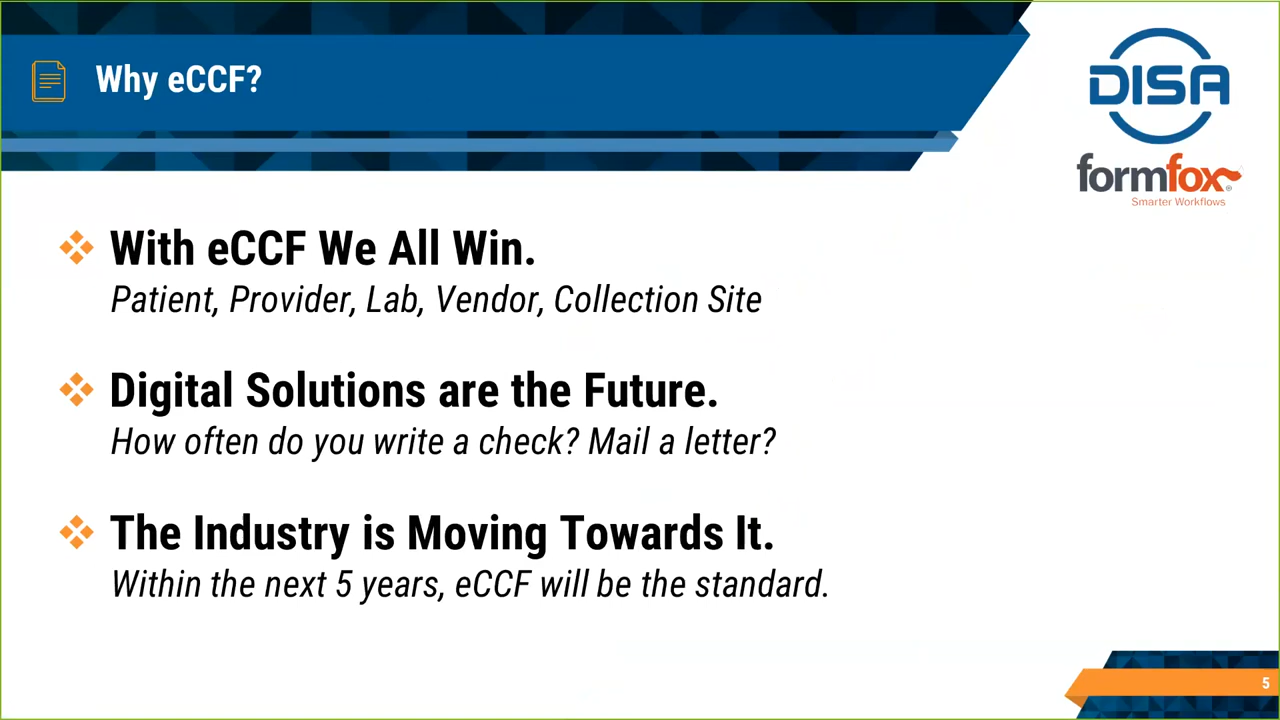 Why eCCF?
DISA
formfox®
Smarter Workflows
With eCCF We All Win.
Patient, Provider, Lab, Vendor, Collection Site
Digital Solutions are the Future.
How often do you write a check? Mail a letter?
The Industry is Moving Towards It.
Within the next 5 years, eCCF will be the standard.
5